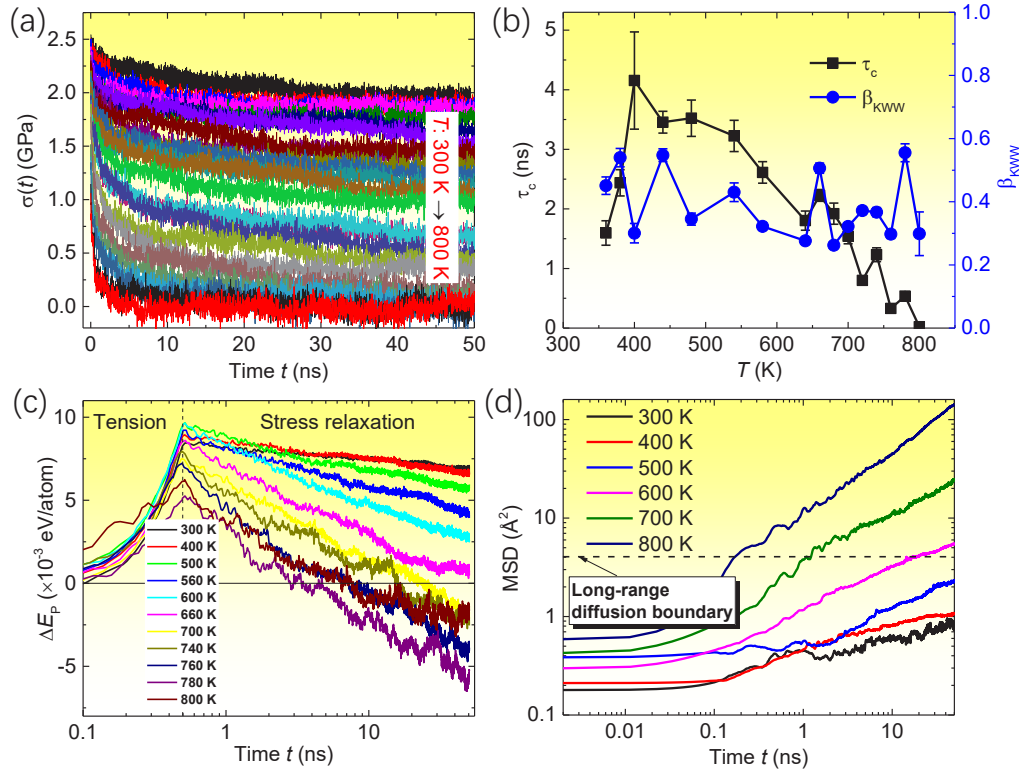 (a)
2.5
2.0
1.5
1.0
0.5
0.0
σ(t) (GPa)
T: 300 K → 800 K
0 10 20 30 40 50
Time t (ns)
(b)
5
4
3
2
1
0
τc (ns)
τc
βKWW
1.0
0.8
0.6
0.4
0.2
0.0
βKWW
300 400 500 600 700 800
T (K)
(c)
Tension
Stress relaxation
10
5
0
-5
ΔEP (×10⁻³ eV/atom)
300 K
400 K
500 K
560 K
600 K
660 K
700 K
740 K
760 K
780 K
800 K
0.1 1 10
Time t (ns)
(d)
100
10
1
0.1
MSD (Å²)
300 K
400 K
500 K
600 K
700 K
800 K
Long-range
diffusion boundary
0.01 0.1 1 10
Time t (ns)